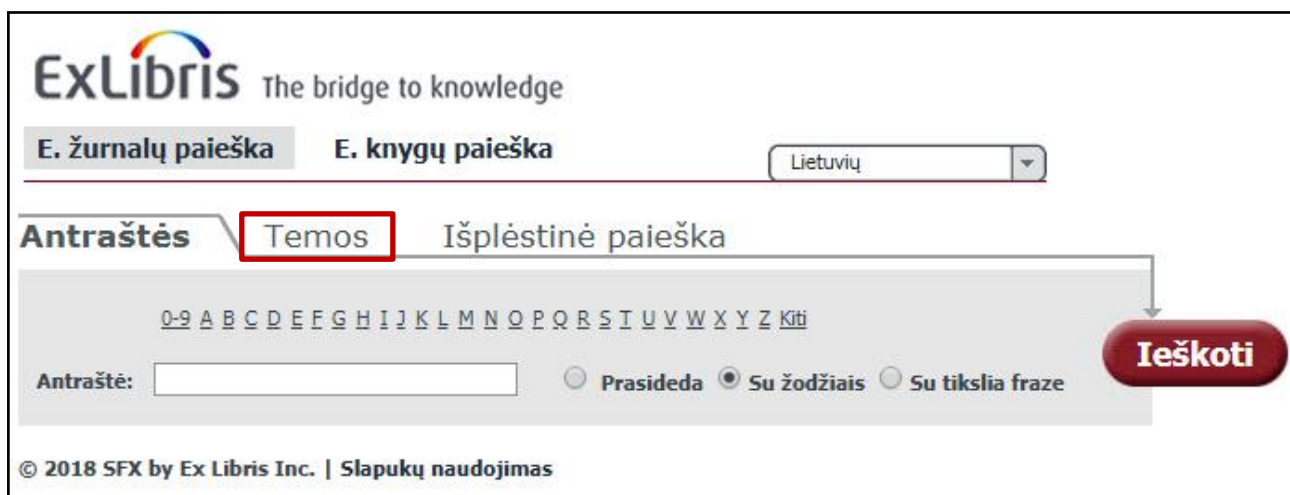 ExLibris The bridge to knowledge
E. žurnalų paieška E. knygų paieška Lietuvių
Antraštės Temos Išplėstinė paieška
0-9 A B C D E F G H I J K L M N O P Q R S T U V W X Y Z Kiti
Antraštė: Prasideda Su žodžiais Su tikslia fraze Ieškoti
© 2018 SFX by Ex Libris Inc. | Slapukų naudojimas